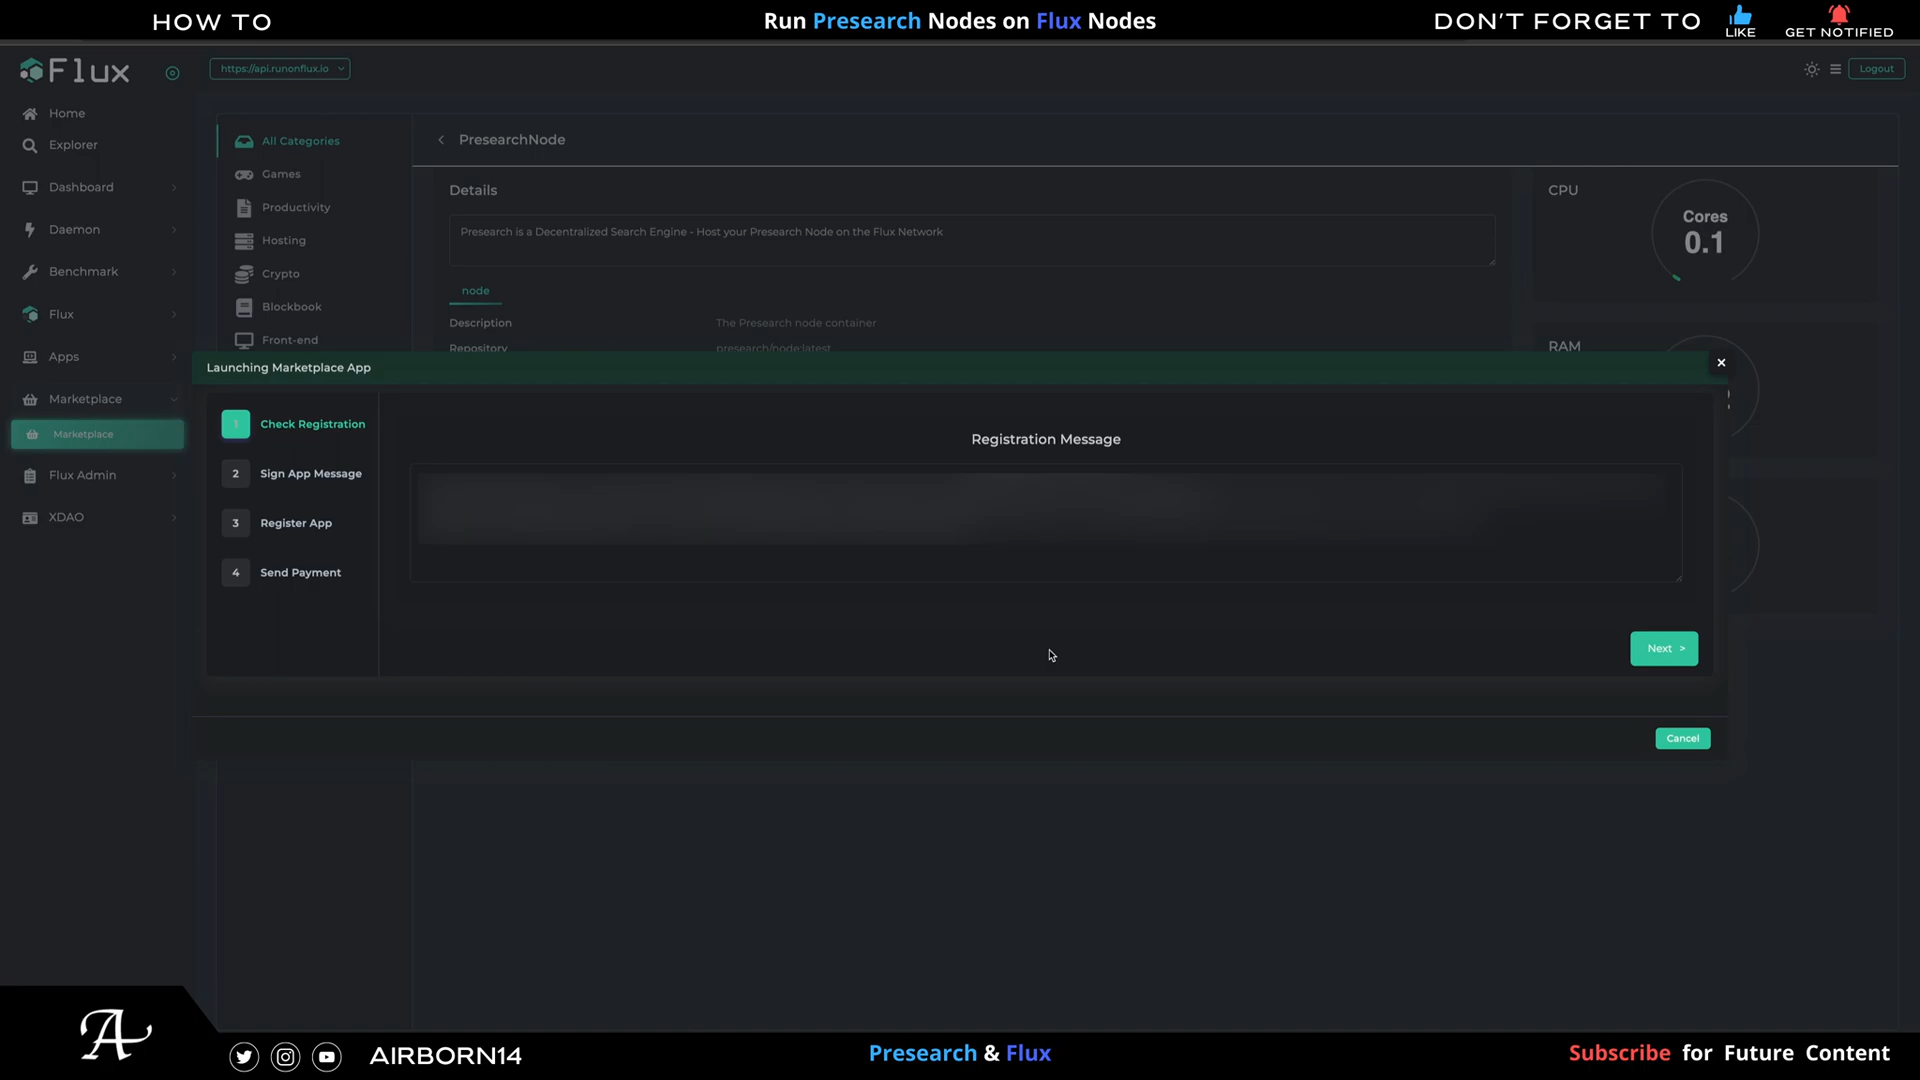 HOW TO
Run Presearch Nodes on Flux Nodes
DON'T FORGET TO
LIKE
GET NOTIFIED
Flux
https://api.runonflux.io
Logout
Home
Explorer
Dashboard
Daemon
Benchmark
Flux
Apps
Marketplace
Marketplace
Flux Admin
XDAO
All Categories
Games
Productivity
Hosting
Crypto
Blockbook
Front-end
PresearchNode
Details
Presearch is a Decentralized Search Engine - Host your Presearch Node on the Flux Network
node
Description The Presearch node container
Repository presearch/node:latest
CPU
Cores
0.1
RAM
Launching Marketplace App
1 Check Registration
2 Sign App Message
3 Register App
4 Send Payment
Registration Message
Next >
Cancel
A
AIRBORN14
Presearch & Flux
Subscribe for Future Content